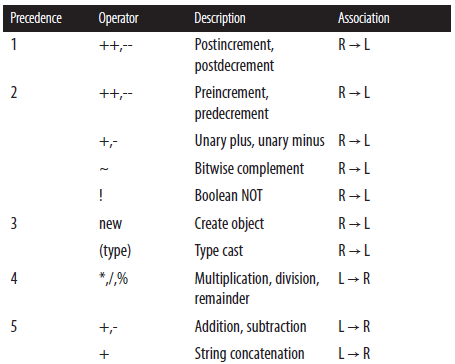 Precedence Operator Description Association
1 ++,-- Postincrement, R → L
postdecrement
2 ++,-- Preincrement, R → L
predecrement
+,- Unary plus, unary minus R → L
~ Bitwise complement R → L
! Boolean NOT R → L
3 new Create object R → L
(type) Type cast R → L
4 *,/,% Multiplication, division, L → R
remainder
5 +,- Addition, subtraction L → R
+ String concatenation L → R